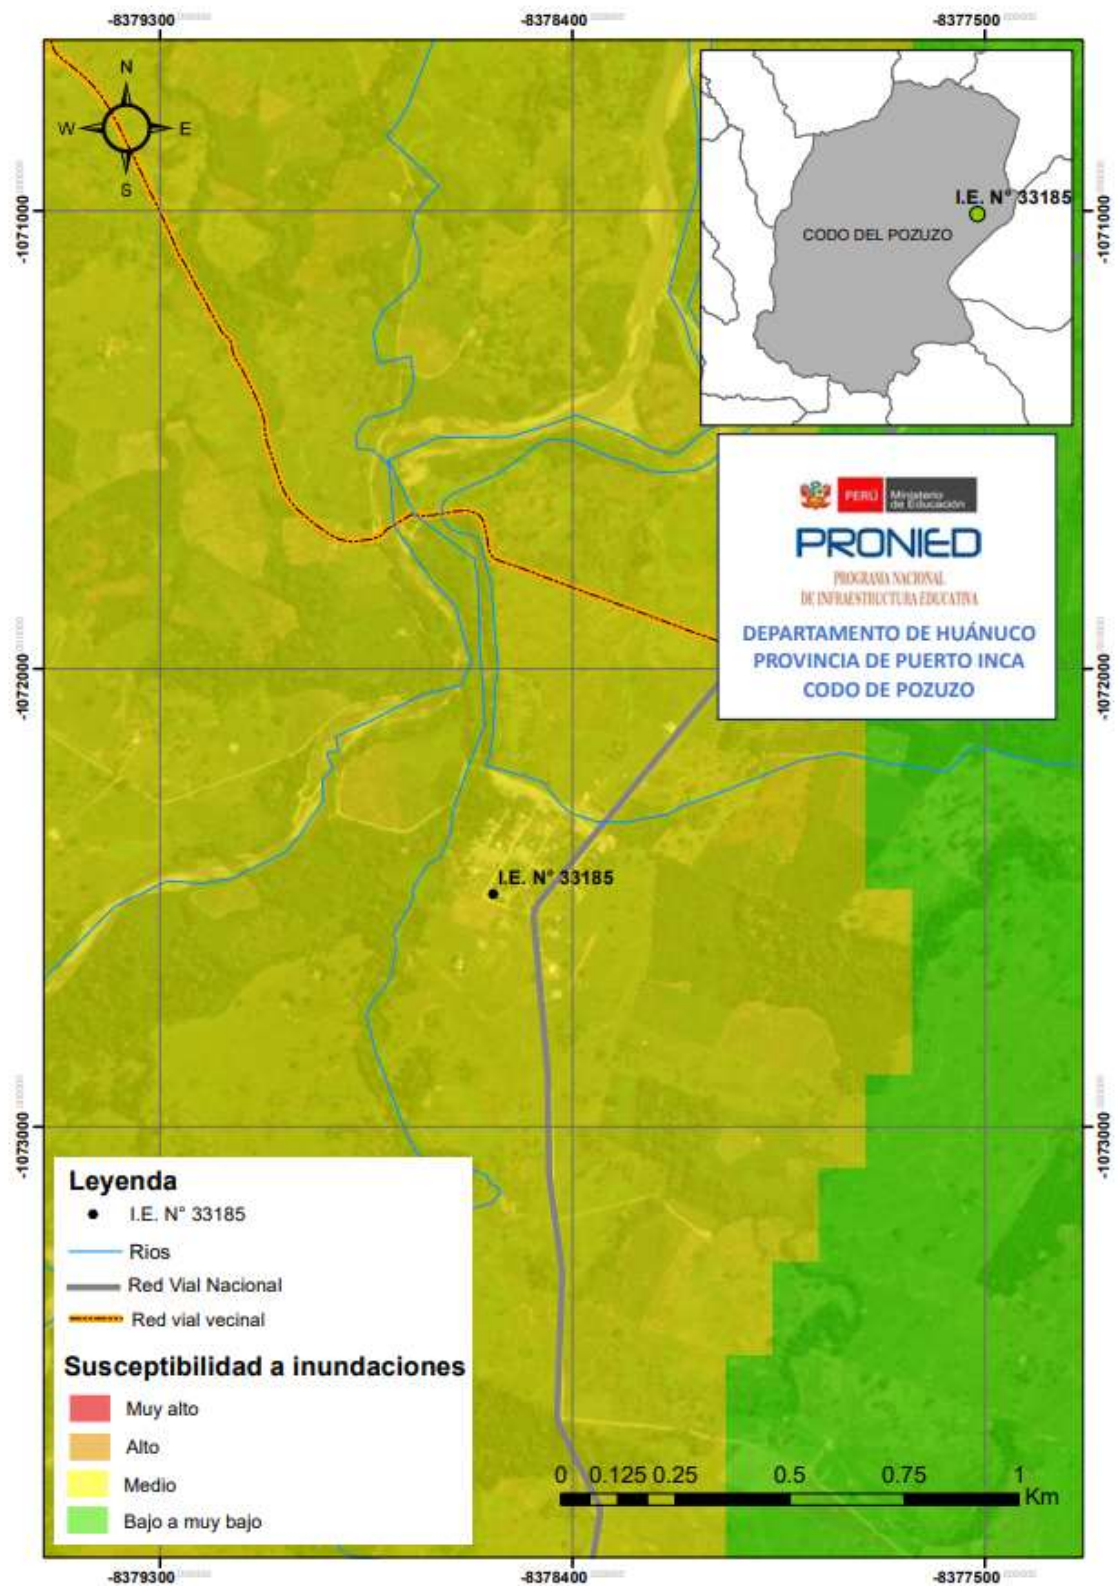 -8379300
-8378400
-8377500
N
W
E
S
-1071000
-1071000
I.E. N° 33185
CODO DEL POZUZO
PERÚ
Ministerio
de Educación
PRONIED
PROGRAMA NACIONAL
DE INFRAESTRUCTURA EDUCATIVA
DEPARTAMENTO DE HUÁNUCO
PROVINCIA DE PUERTO INCA
CODO DE POZUZO
-1072000
-1072000
I.E. N° 33185
-1073000
-1073000
Leyenda
I.E. N° 33185
Rios
Red Vial Nacional
Red vial vecinal
Susceptibilidad a inundaciones
Muy alto
Alto
Medio
Bajo a muy bajo
0 0.125 0.25 0.5 0.75 1
Km
-8379300
-8378400
-8377500